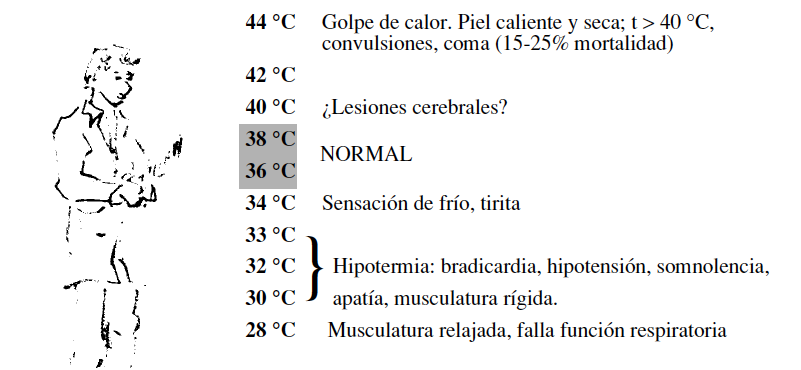 44 °C Golpe de calor. Piel caliente y seca; t > 40 °C,
convulsiones, coma (15-25% mortalidad)
42 °C
40 °C ¿Lesiones cerebrales?
38 °C
NORMAL
36 °C
34 °C Sensación de frío, tirita
33 °C
32 °C Hipotermia: bradicardia, hipotensión, somnolencia,
30 °C apatía, musculatura rígida.
28 °C Musculatura relajada, falla función respiratoria